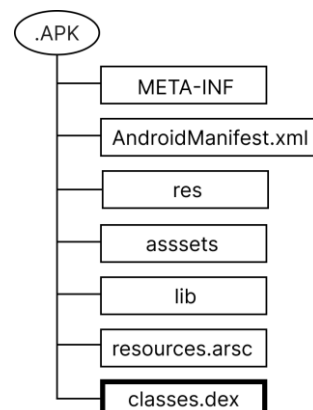 .APK
META-INF
AndroidManifest.xml
res
asssets
lib
resources.arsc
classes.dex